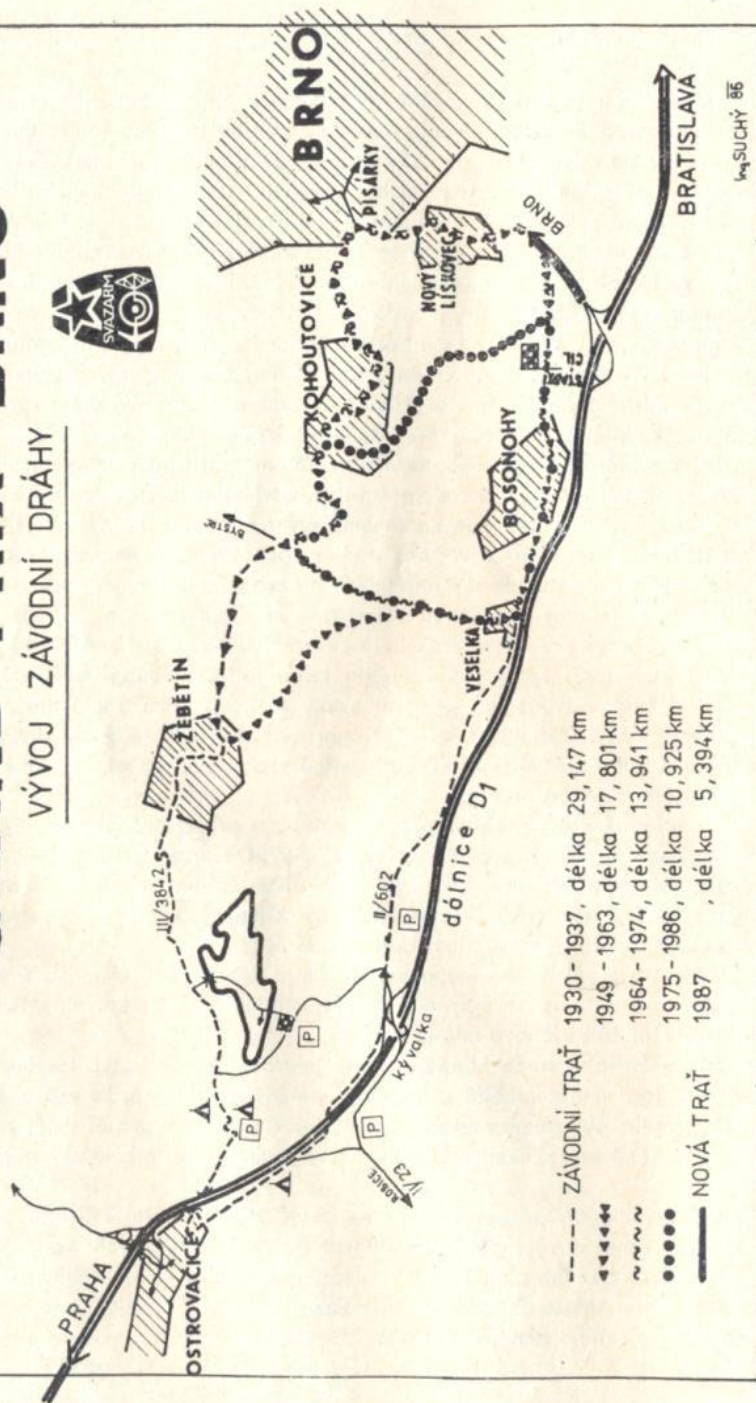 VÝVOJ ZÁVODNÍ DRÁHY
SVAZARM
BRNO
PISÁRKY
KOHOUTOVICE
NOVÝ
LÍSKOVEC
BRNO
BYSTRC
ŽEBĚTÍN
BOSONOHY
START
CÍL
VESELKA
BRATISLAVA
III/3842
II/602
P
dólnice D1
P
kývalka
P
P
ROSICE
II/23
OSTROVAČICE
PRAHA
ZÁVODNÍ TRAŤ 1930 - 1937, délka 29,147 km
1949 - 1963, délka 17,801 km
1964 - 1974, délka 13,941 km
1975 - 1986, délka 10,925 km
NOVÁ TRAŤ 1987 , délka 5,394 km
Ing SUCHÝ 86